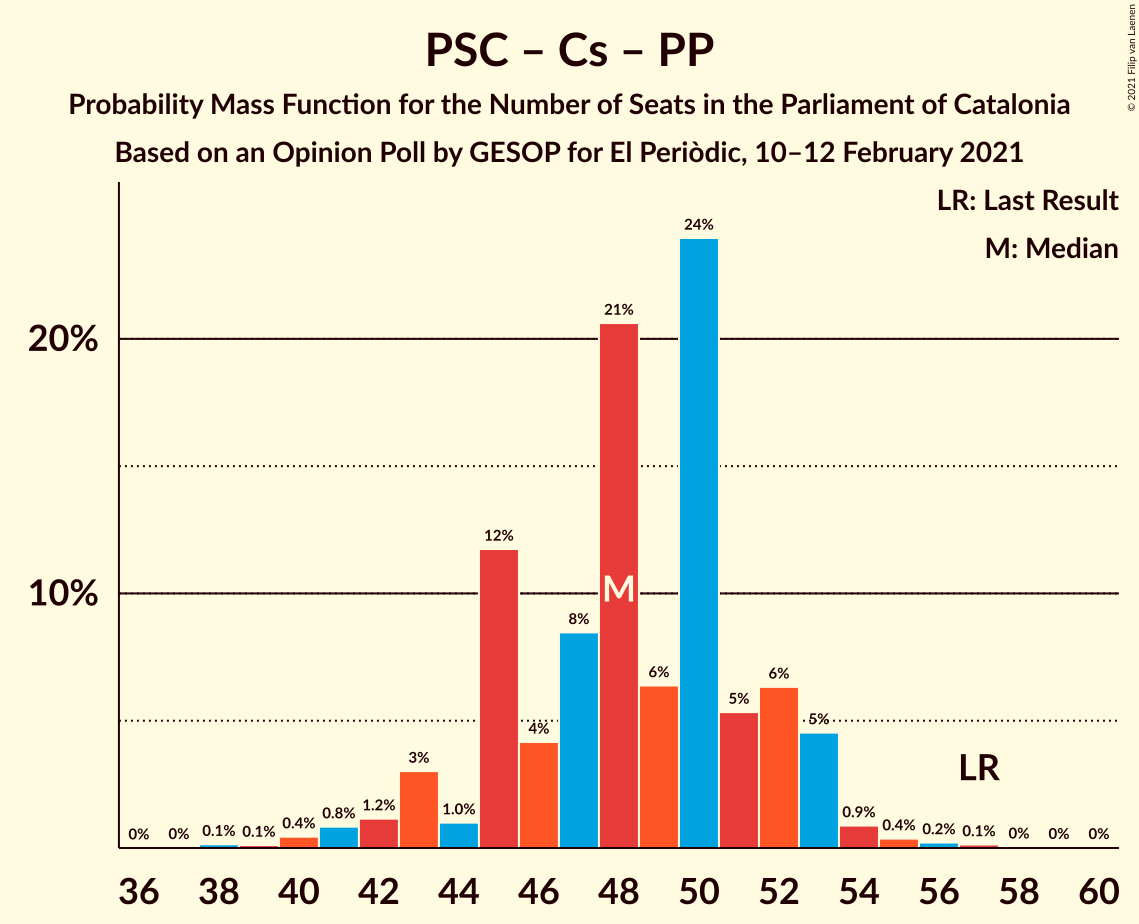 PSC – Cs – PP
Probability Mass Function for the Number of Seats in the Parliament of Catalonia
Based on an Opinion Poll by GESOP for El Periòdic, 10–12 February 2021
© 2021 Filip van Laenen
LR: Last Result
M: Median
24%
21%
20%
12%
10%
M
8%
6%
6%
5%
5%
4%
3%
LR
0% 0% 0.1% 0.1% 0.4% 0.8% 1.2% 1.0% 0.9% 0.4% 0.2% 0.1% 0% 0% 0%
36 38 40 42 44 46 48 50 52 54 56 58 60